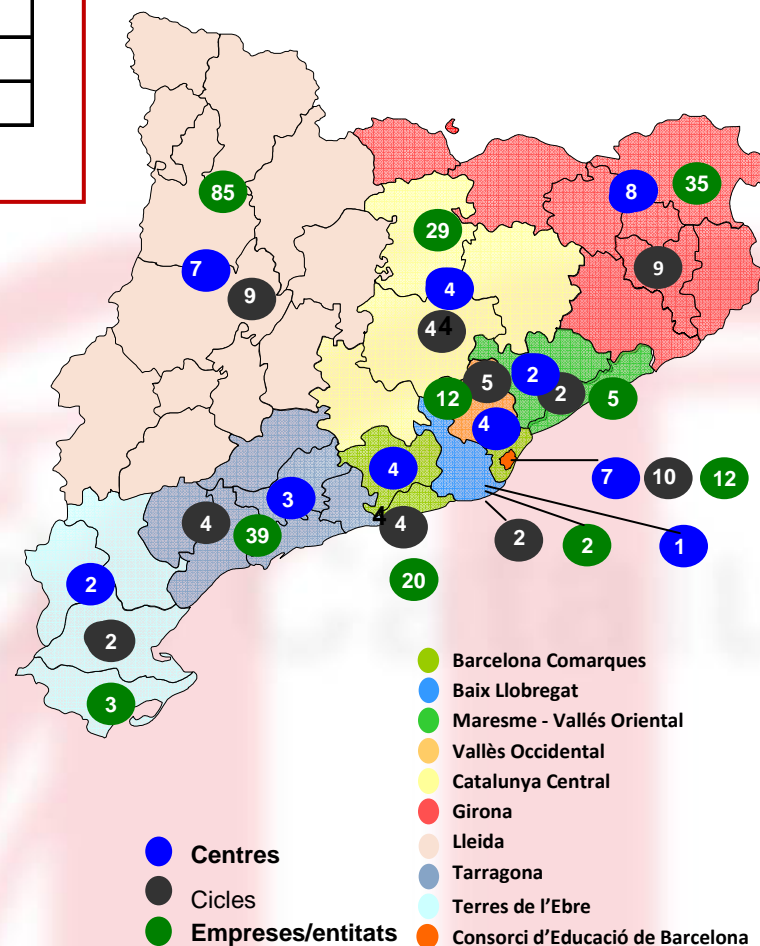 85
8
35
29
7
9
9
4
4 4
5
2
2
12
5
4
4
7
10
12
3
4
39
4
4
2
2
1
20
2
2
3
Barcelona Comarques
Baix Llobregat
Maresme - Vallés Oriental
Vallès Occidental
Catalunya Central
Girona
Lleida
Tarragona
Terres de l'Ebre
Consorci d'Educació de Barcelona
Centres
Cicles
Empreses/entitats